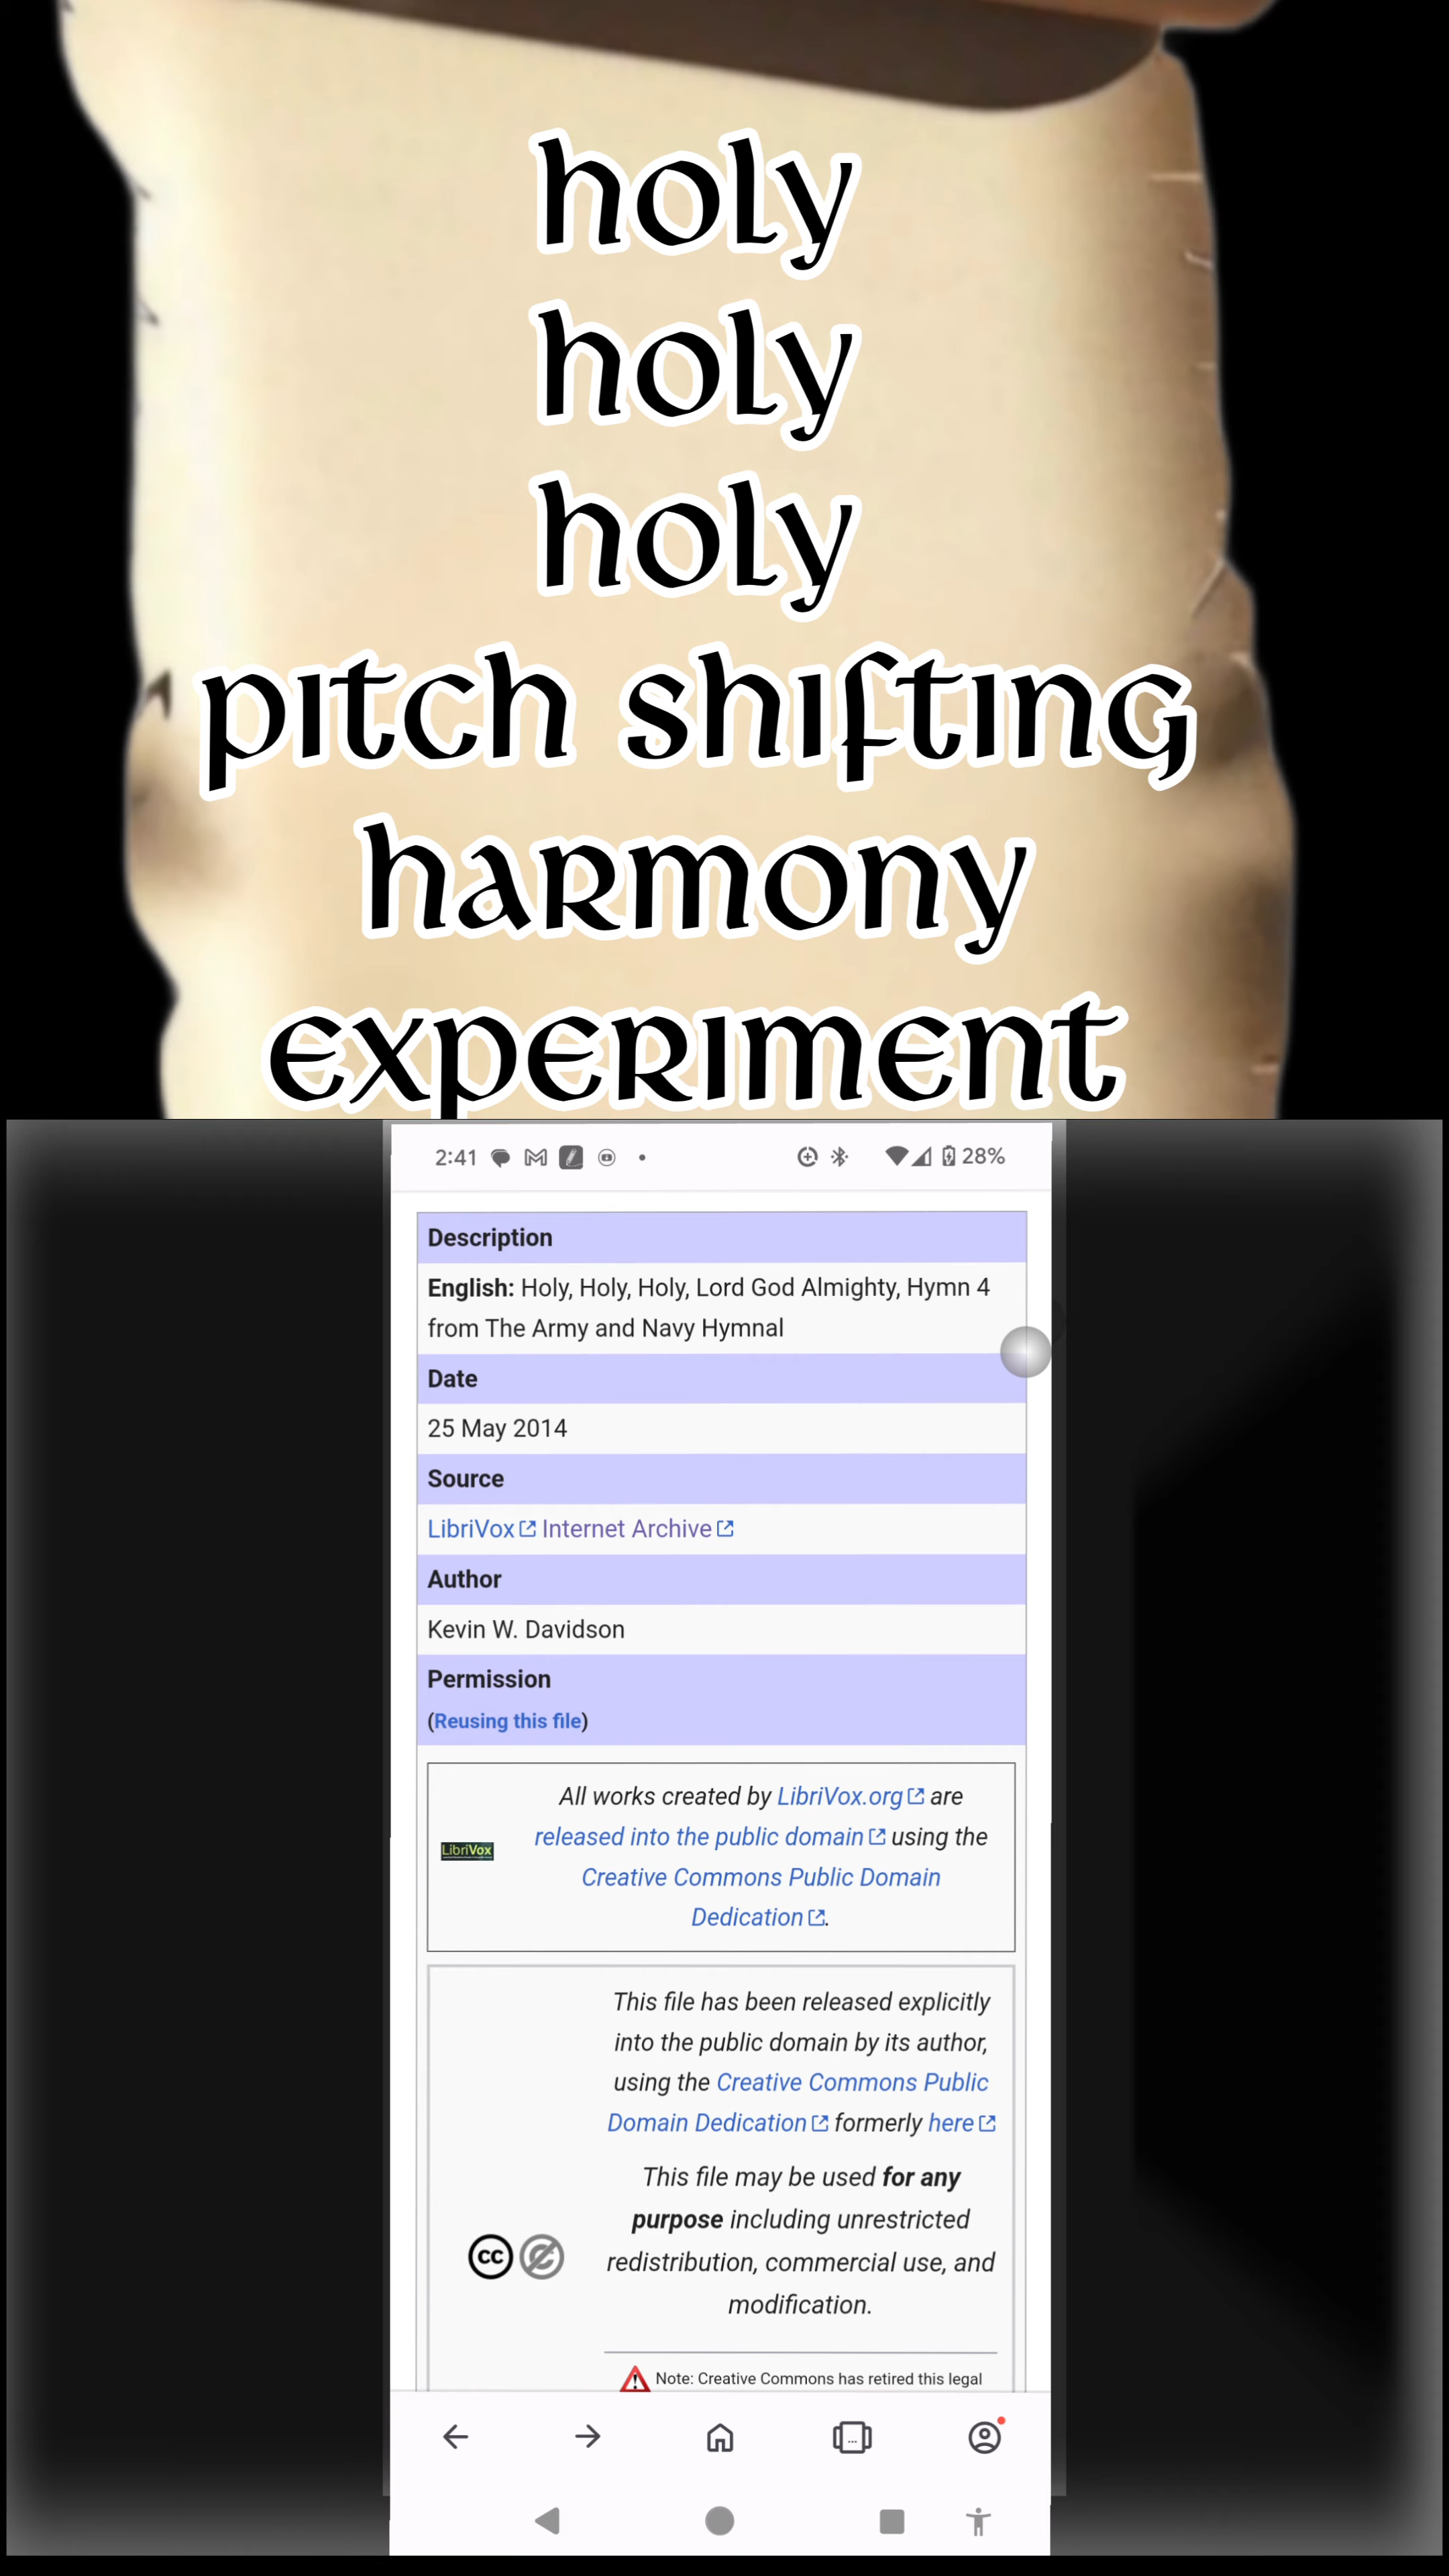 holy
holy
holy
pitch shifting
harmony
experiment
2:41
28%
Description
English: Holy, Holy, Holy, Lord God Almighty, Hymn 4
from The Army and Navy Hymnal
Date
25 May 2014
Source
LibriVox Internet Archive
Author
Kevin W. Davidson
Permission
(Reusing this file)
All works created by LibriVox.org are
released into the public domain using the
Creative Commons Public Domain
Dedication.
LibriVox
This file has been released explicitly
into the public domain by its author,
using the Creative Commons Public
Domain Dedication formerly here
This file may be used for any
purpose including unrestricted
redistribution, commercial use, and
modification.
cc
Note: Creative Commons has retired this legal